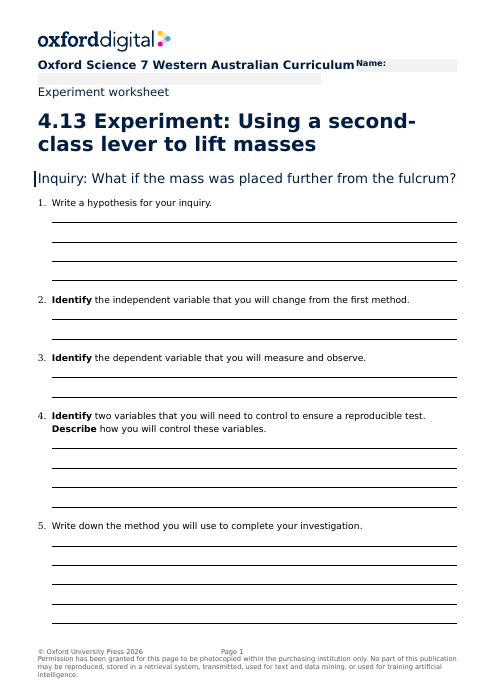 oxforddigital
Oxford Science 7 Western Australian Curriculum Name:
Experiment worksheet
4.13 Experiment: Using a second-
class lever to lift masses
Inquiry: What if the mass was placed further from the fulcrum?
1. Write a hypothesis for your inquiry.
2. Identify the independent variable that you will change from the first method.
3. Identify the dependent variable that you will measure and observe.
4. Identify two variables that you will need to control to ensure a reproducible test.
Describe how you will control these variables.
5. Write down the method you will use to complete your investigation.
© Oxford University Press 2026 Page 1
Permission has been granted for this page to be photocopied within the purchasing institution only. No part of this publication
may be reproduced, stored in a retrieval system, transmitted, used for text and data mining, or used for training artificial
intelligence.